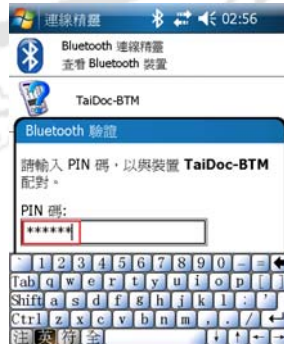 連線精靈 02:56
Bluetooth 連線精靈
查看 Bluetooth 裝置
TaiDoc-BTM
Bluetooth 驗證
請輸入 PIN 碼，以與裝置 TaiDoc-BTM
配對。
PIN 碼:
******
` 1 2 3 4 5 6 7 8 9 0 - =
Tab q w e r t y u i o p [ ]
Shift a s d f g h j k l ; '
Ctrl z x c v b n m , . /
注 英 符 全